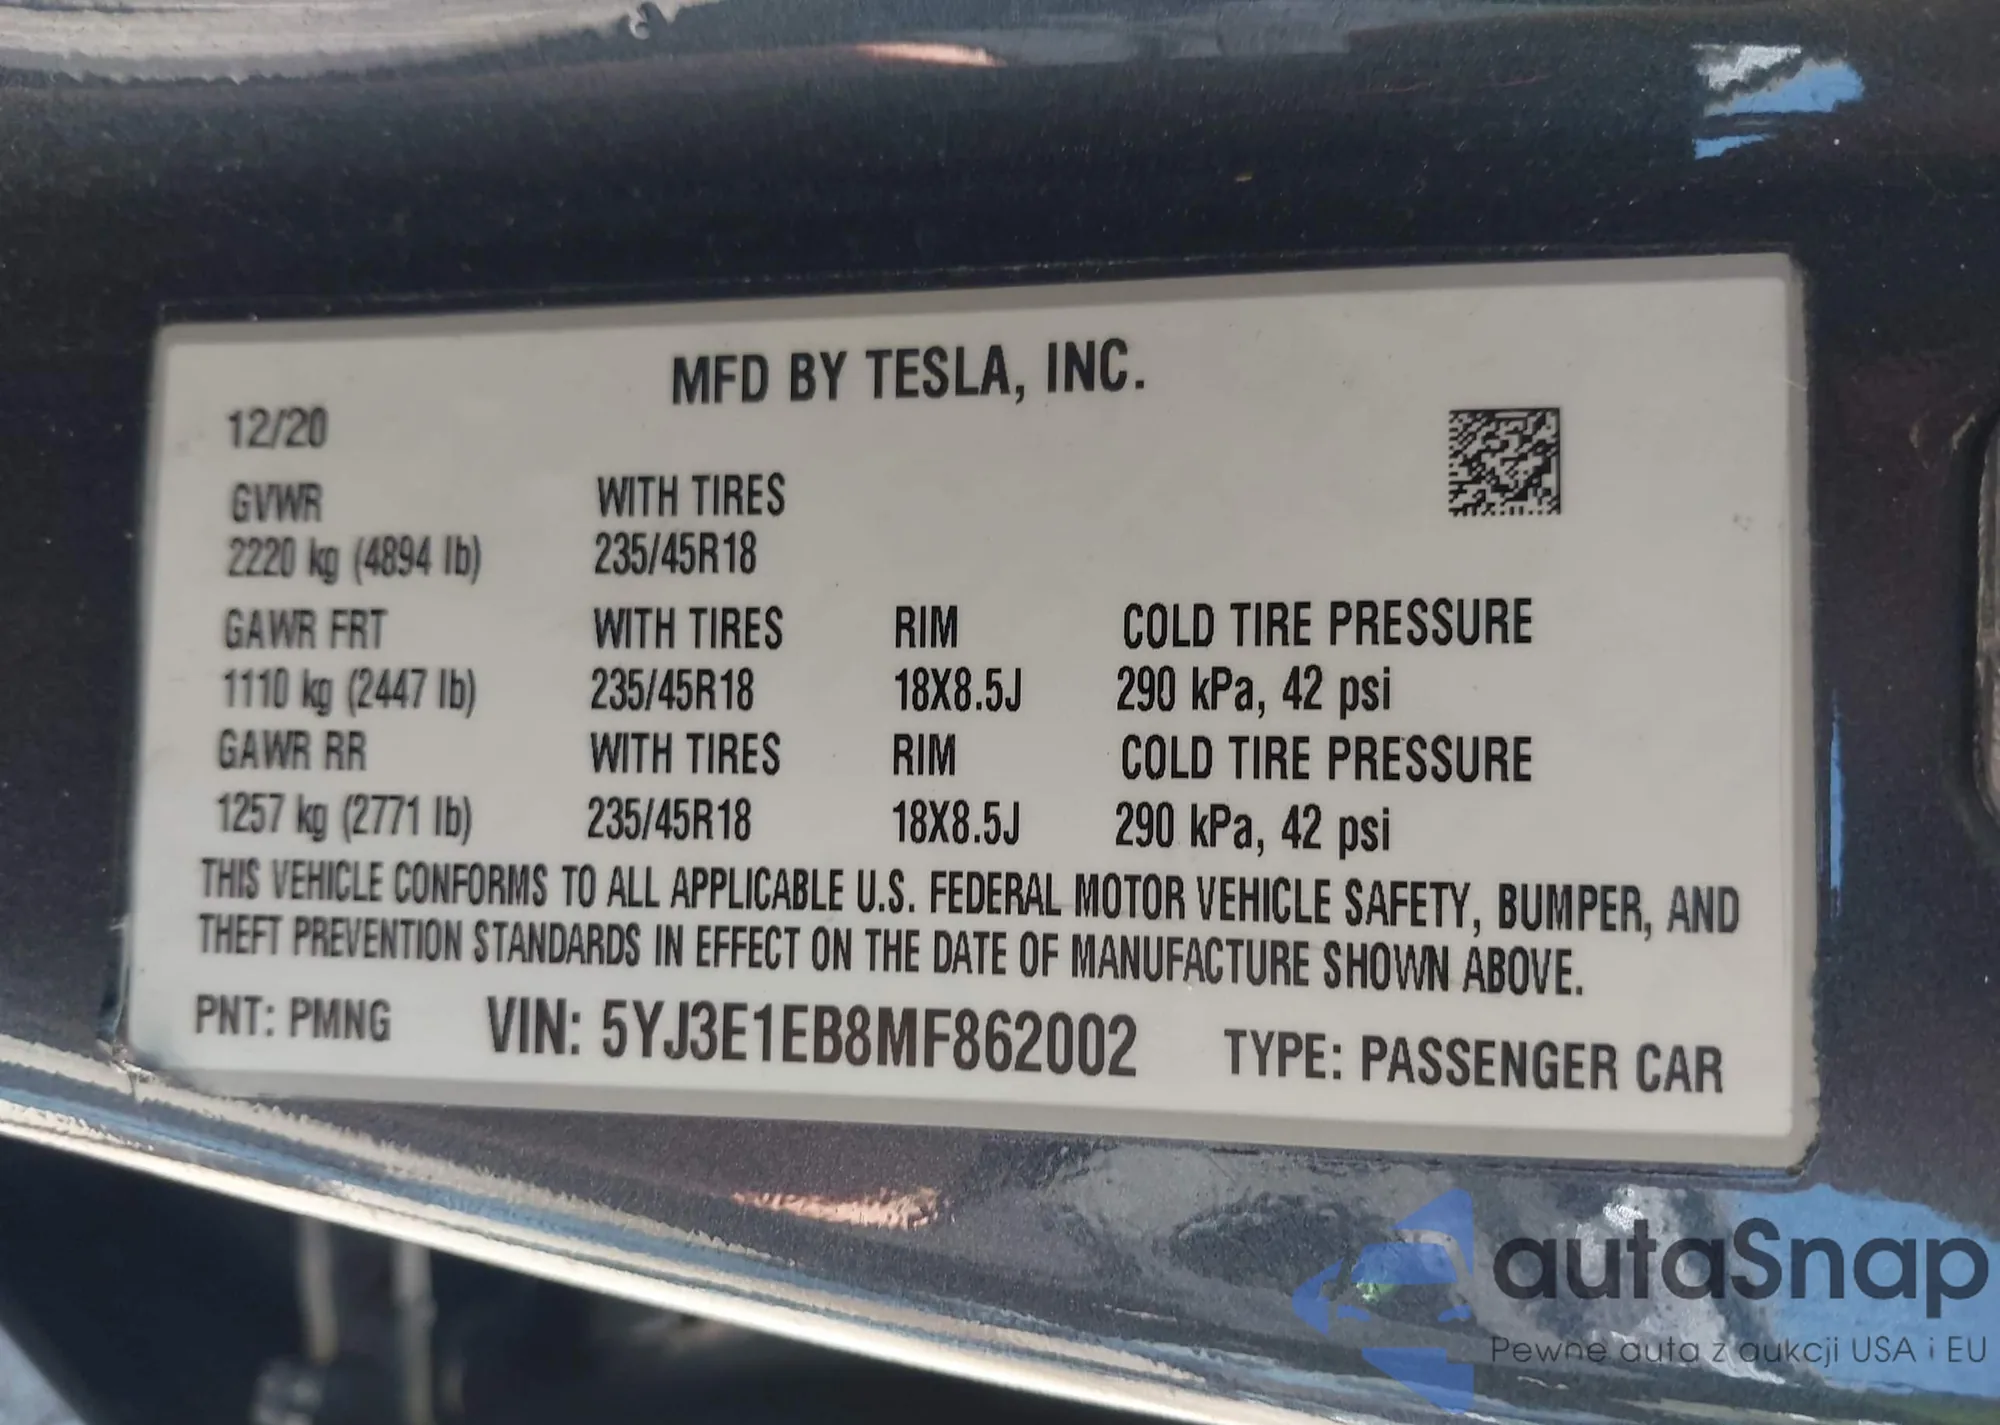 MFD BY TESLA, INC.
12/20
GVWR WITH TIRES
2220 kg (4894 lb) 235/45R18
GAWR FRT WITH TIRES RIM COLD TIRE PRESSURE
1110 kg (2447 lb) 235/45R18 18X8.5J 290 kPa, 42 psi
GAWR RR WITH TIRES RIM COLD TIRE PRESSURE
1257 kg (2771 lb) 235/45R18 18X8.5J 290 kPa, 42 psi
THIS VEHICLE CONFORMS TO ALL APPLICABLE U.S. FEDERAL MOTOR VEHICLE SAFETY, BUMPER, AND
THEFT PREVENTION STANDARDS IN EFFECT ON THE DATE OF MANUFACTURE SHOWN ABOVE.
PNT: PMNG VIN: 5YJ3E1EB8MF862002 TYPE: PASSENGER CAR
autaSnap
Pewne auta z aukcji USA i EU